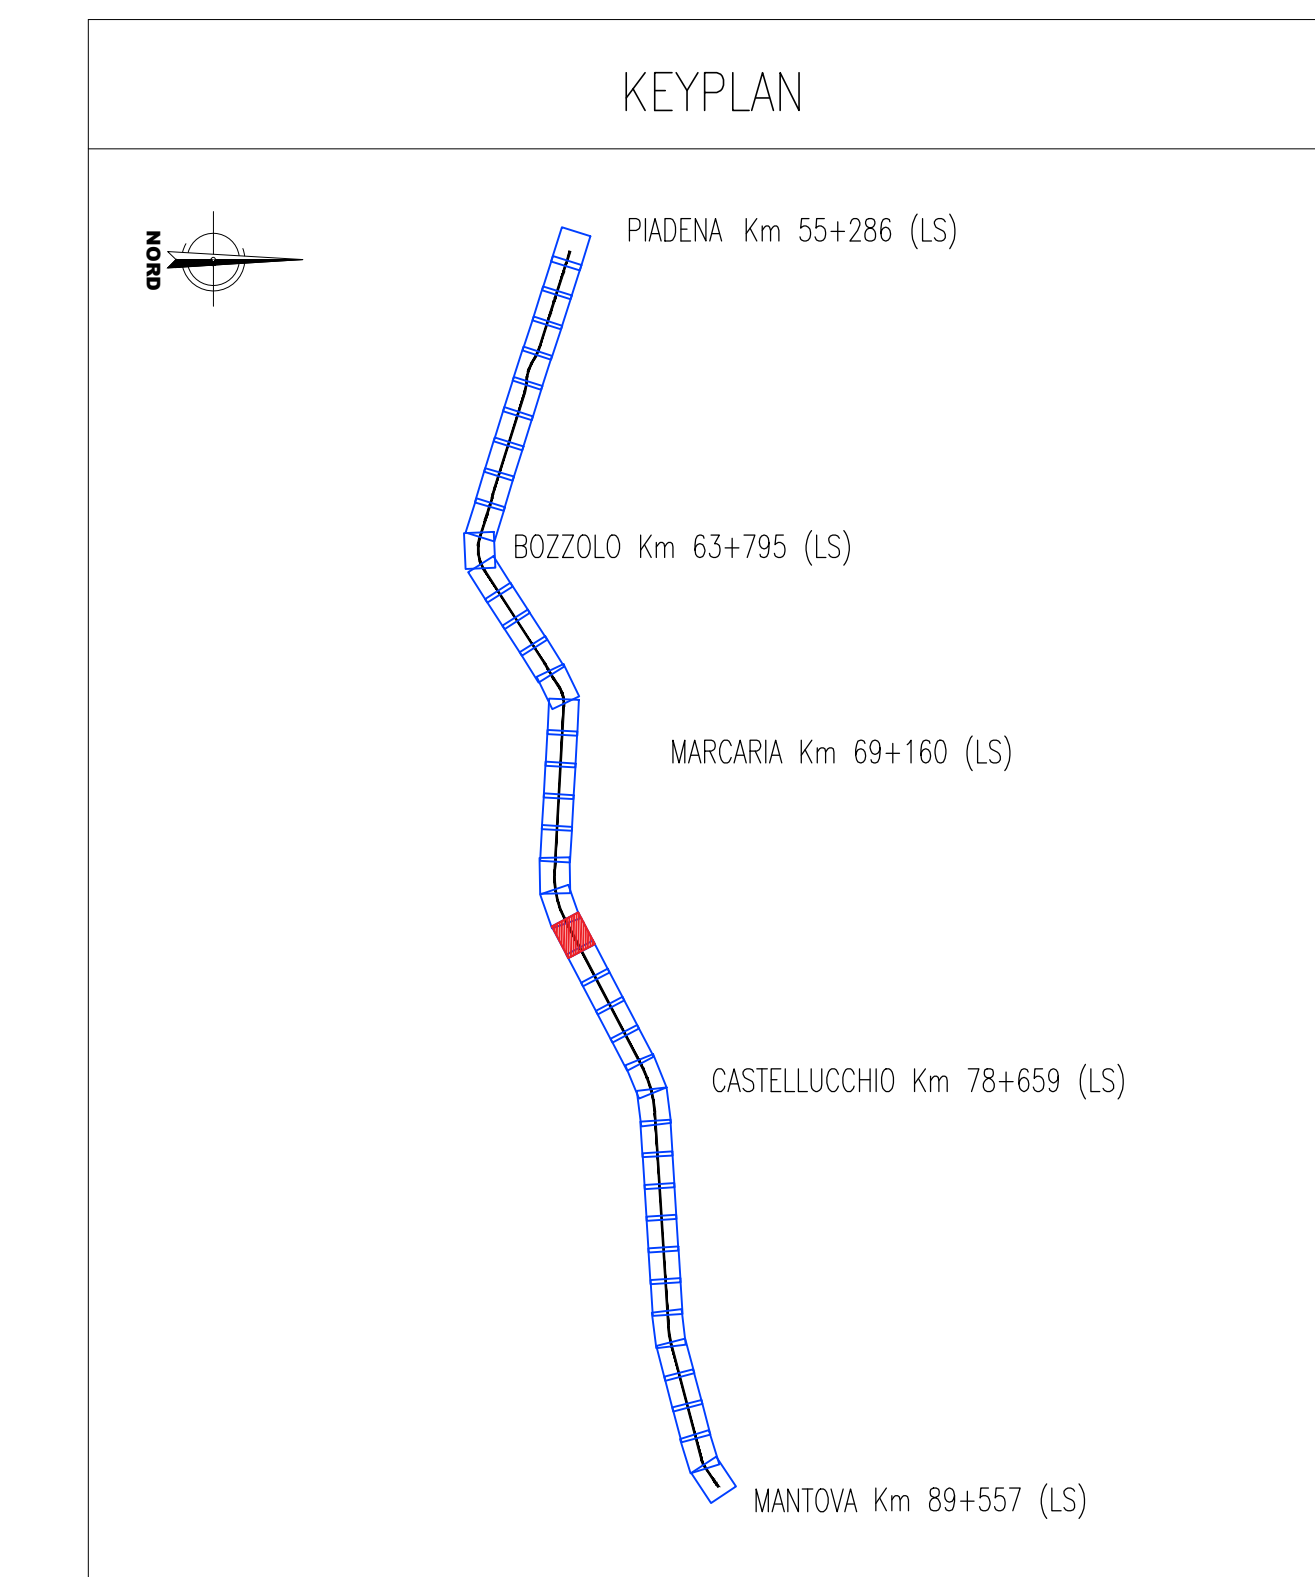 KEYPLAN
NORD
PIADENA Km 55+286 (LS)
BOZZOLO Km 63+795 (LS)
MARCARIA Km 69+160 (LS)
CASTELLUCCHIO Km 78+659 (LS)
MANTOVA Km 89+557 (LS)